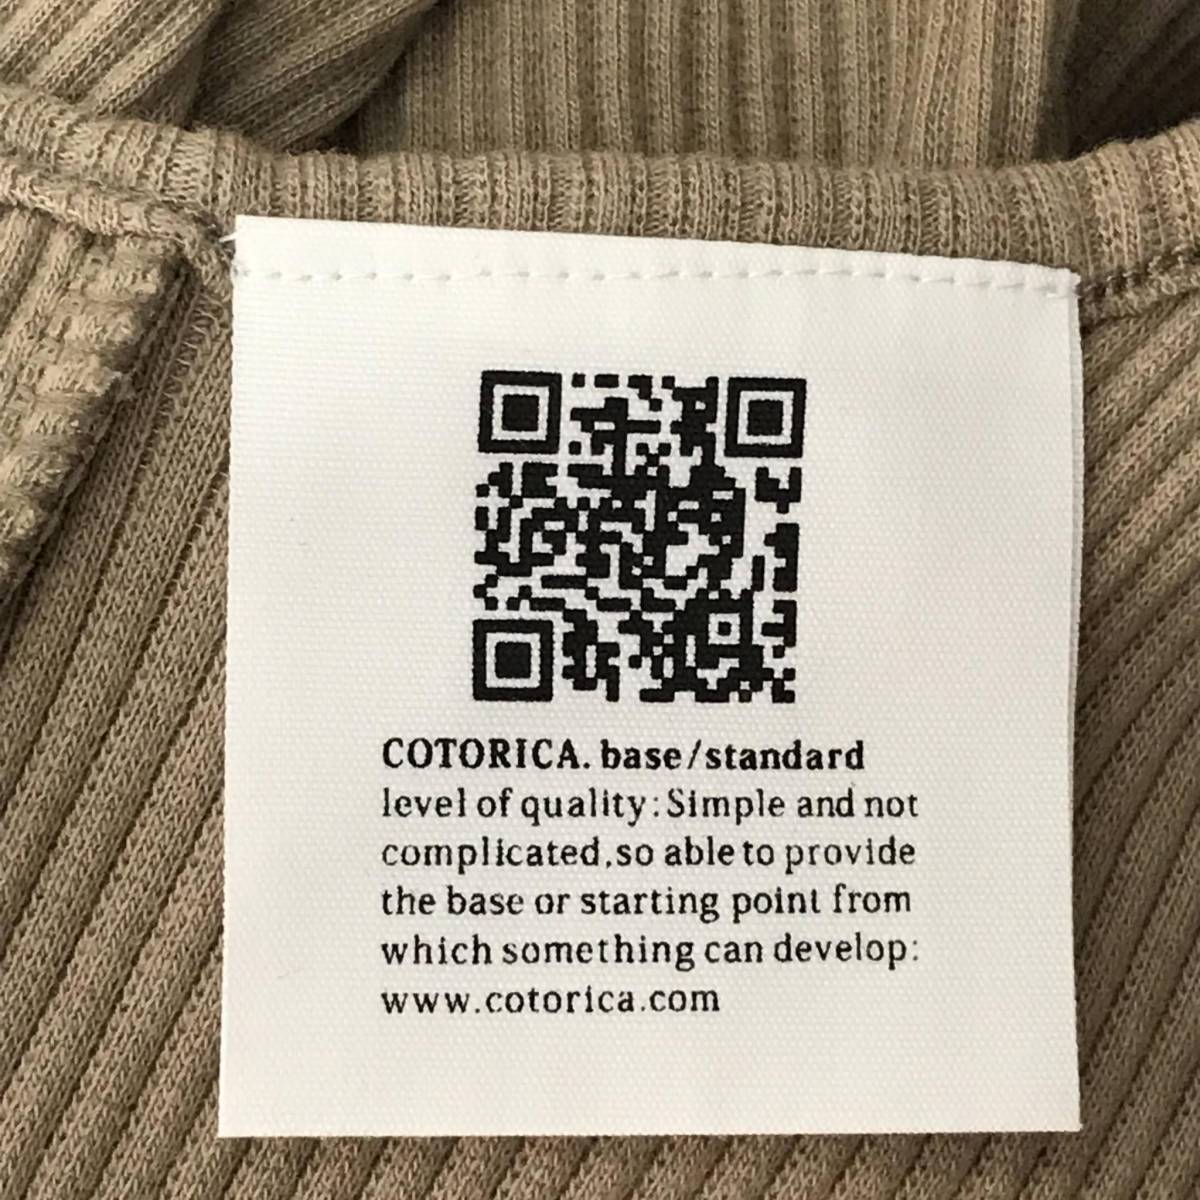 COTORICA. base/standard
level of quality:Simple and not
complicated,so able to provide
the base or starting point from
which something can develop:
www.cotorica.com